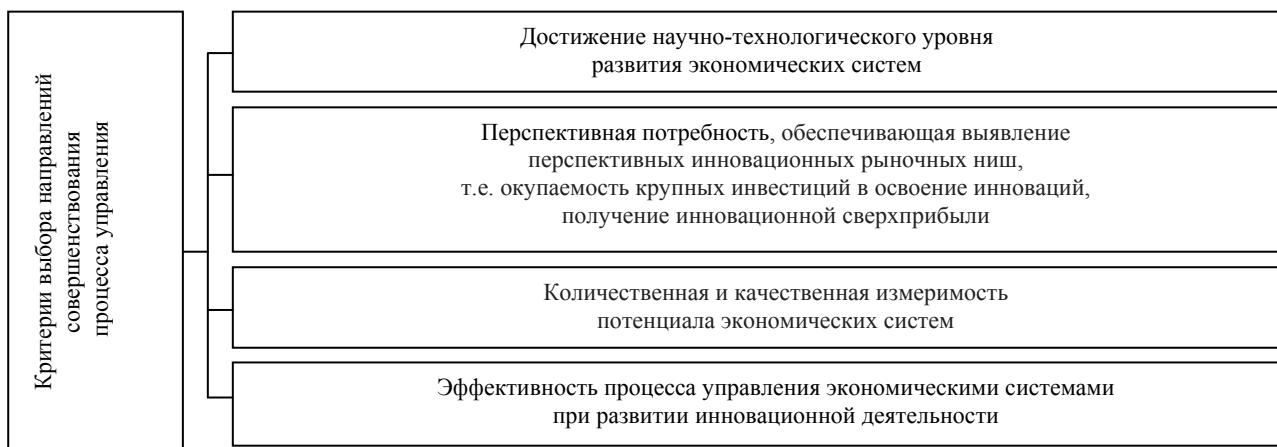 Критерии выбора направлений
совершенствования
процесса управления
Достижение научно-технологического уровня
развития экономических систем
Перспективная потребность, обеспечивающая выявление
перспективных инновационных рыночных ниш,
т.е. окупаемость крупных инвестиций в освоение инноваций,
получение инновационной сверхприбыли
Количественная и качественная измеримость
потенциала экономических систем
Эффективность процесса управления экономическими системами
при развитии инновационной деятельности